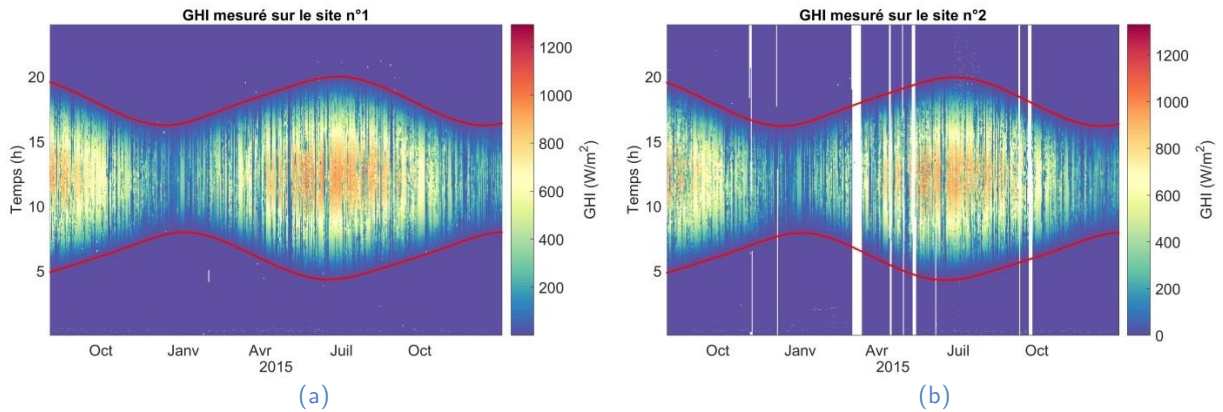 GHI mesuré sur le site n°1
Temps (h)
20
15
10
5
Oct
Janv
Avr
Juil
Oct
2015
1200
1000
800
600
400
200
GHI (W/m²)
(a)
GHI mesuré sur le site n°2
Temps (h)
20
15
10
5
Oct
Janv
Avr
Juil
Oct
2015
1200
1000
800
600
400
200
0
GHI (W/m²)
(b)